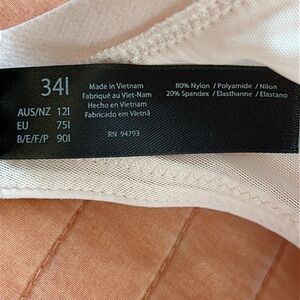 34I
AUS/NZ 12I
EU 75I
B/E/F/P 90I
Made in Vietnam
Fabriqué au Viet-Nam
Hecho en Vietnam
Fabricado em Vietnã
RN 94793
80% Nylon / Polyamide / Nilon
20% Spandex / Elasthanne / Elastano